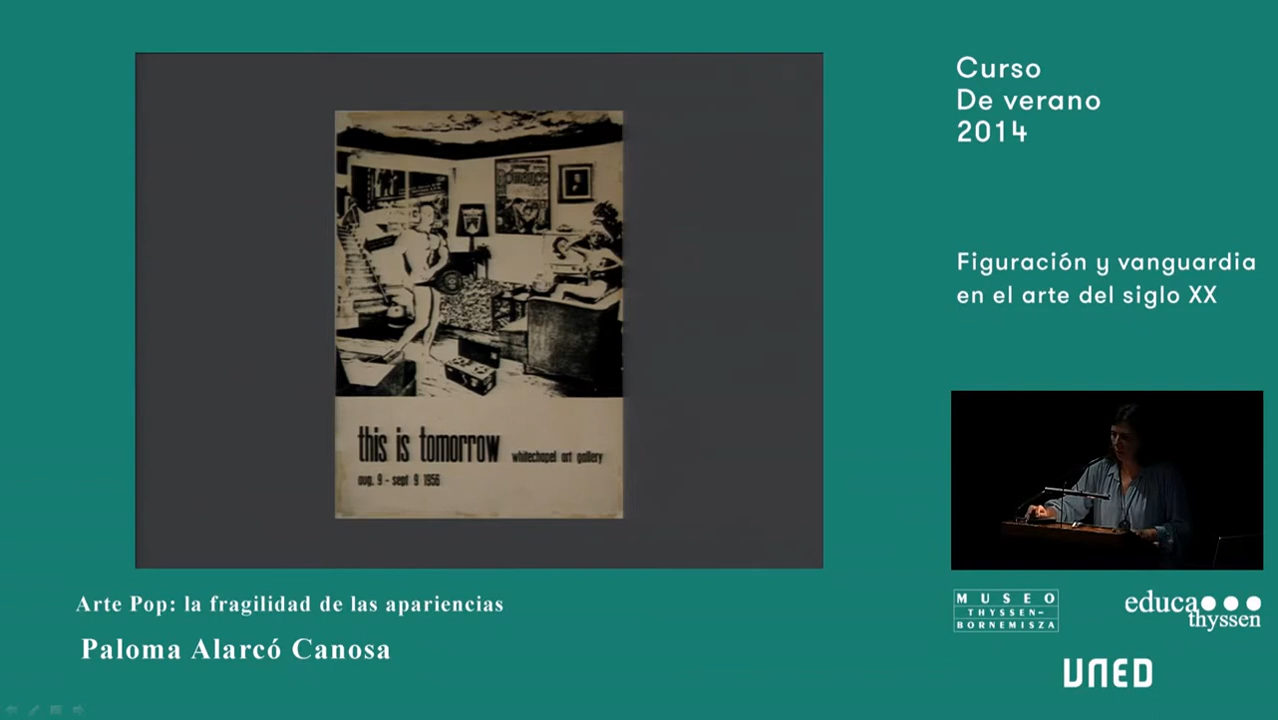 Curso
De verano
2014
Figuración y vanguardia
en el arte del siglo XX
Romance
this is tomorrow whitechapel art gallery
aug. 9 - sept 9 1956
Arte Pop: la fragilidad de las apariencias
Paloma Alarcó Canosa
MUSEO
THYSSEN-
BORNEMISZA
educa
thyssen
UNED